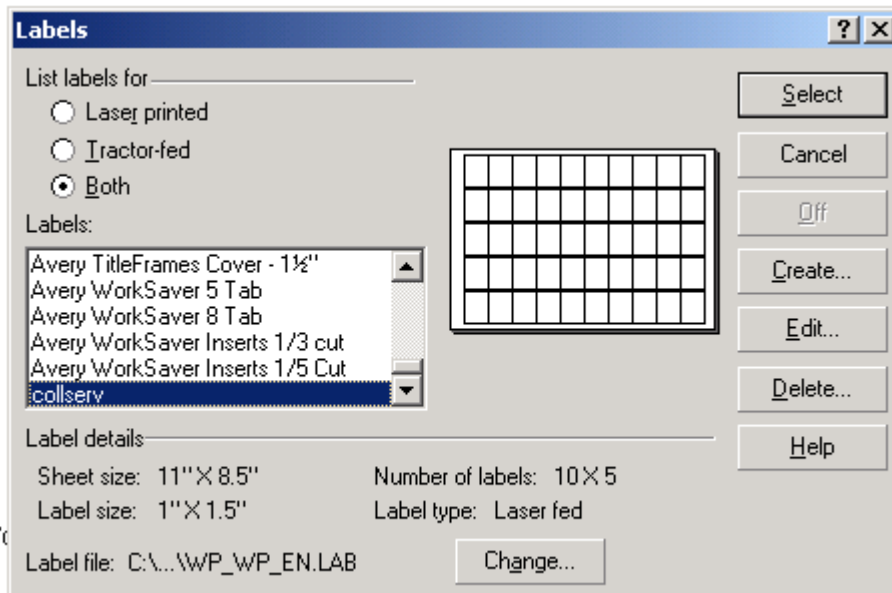 Labels
List labels for
Laser printed
Tractor-fed
Both
Labels:
Avery TitleFrames Cover - 1½"
Avery WorkSaver 5 Tab
Avery WorkSaver 8 Tab
Avery WorkSaver Inserts 1/3 cut
Avery WorkSaver Inserts 1/5 Cut
collserv
Select
Cancel
Off
Create...
Edit...
Delete...
Help
Label details
Sheet size: 11"X 8.5" Number of labels: 10 X 5
Label size: 1"X 1.5" Label type: Laser fed
Label file: C:\...\WP_WP_EN.LAB Change...